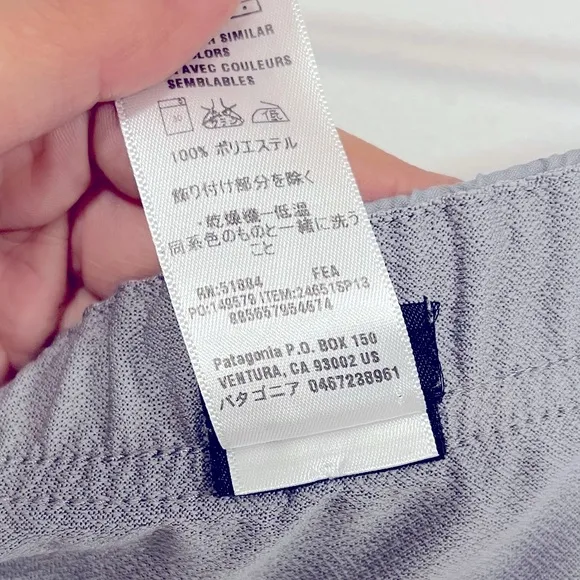 SIMILAR
AVEC COULEURS
SEMBLABLES
低
100% ポリエステル
飾り付け部分を除く
・乾燥機－低温
同系色のものと一緒に洗う
こと
RN:51884 FEA
PO:149579 ITEM:246515P13
885657954574
Patagonia P.O. BOX 150
VENTURA, CA 93002 US
パタゴニア 0467238961